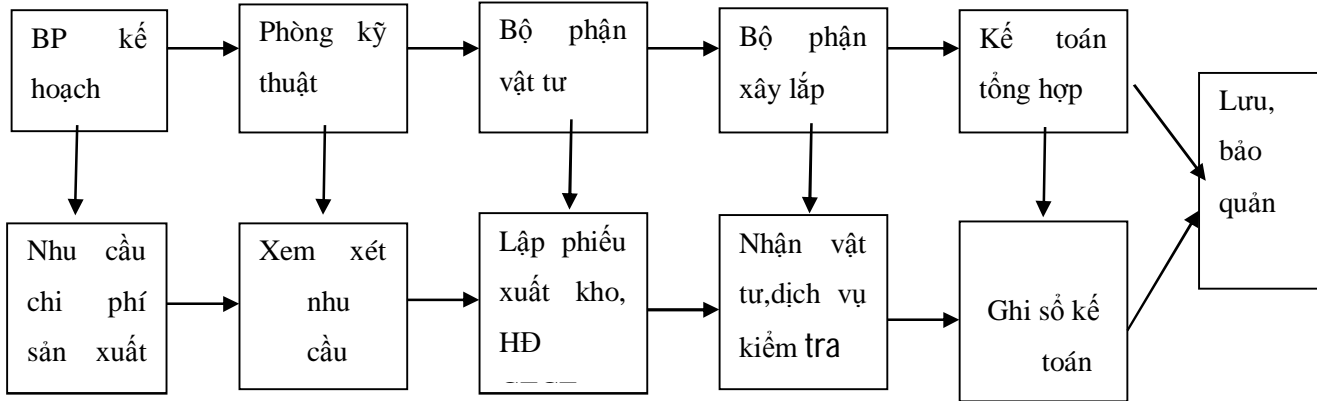 BP kế
hoạch
Phòng kỹ
thuật
Bộ phận
vật tư
Bộ phận
xây lắp
Kế toán
tổng hợp
Lưu,
bảo
quản
Nhu cầu
chi phí
sản xuất
Xem xét
nhu
cầu
Lập phiếu
xuất kho,
HĐ
Nhận vật
tư,dịch vụ
kiểm tra
Ghi sổ kế
toán